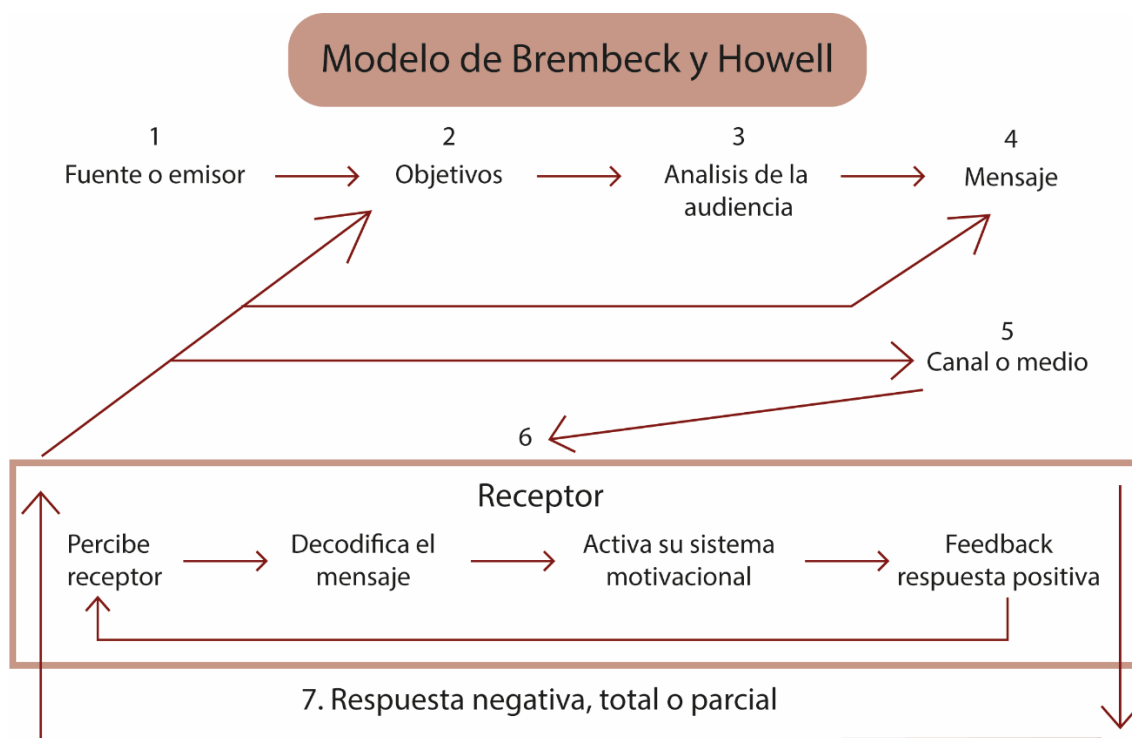 Modelo de Brembeck y Howell
1
Fuente o emisor
2
Objetivos
3
Analisis de la
audiencia
4
Mensaje
5
Canal o medio
6
Receptor
Percibe
receptor
Decodifica el
mensaje
Activa su sistema
motivacional
Feedback
respuesta positiva
7. Respuesta negativa, total o parcial